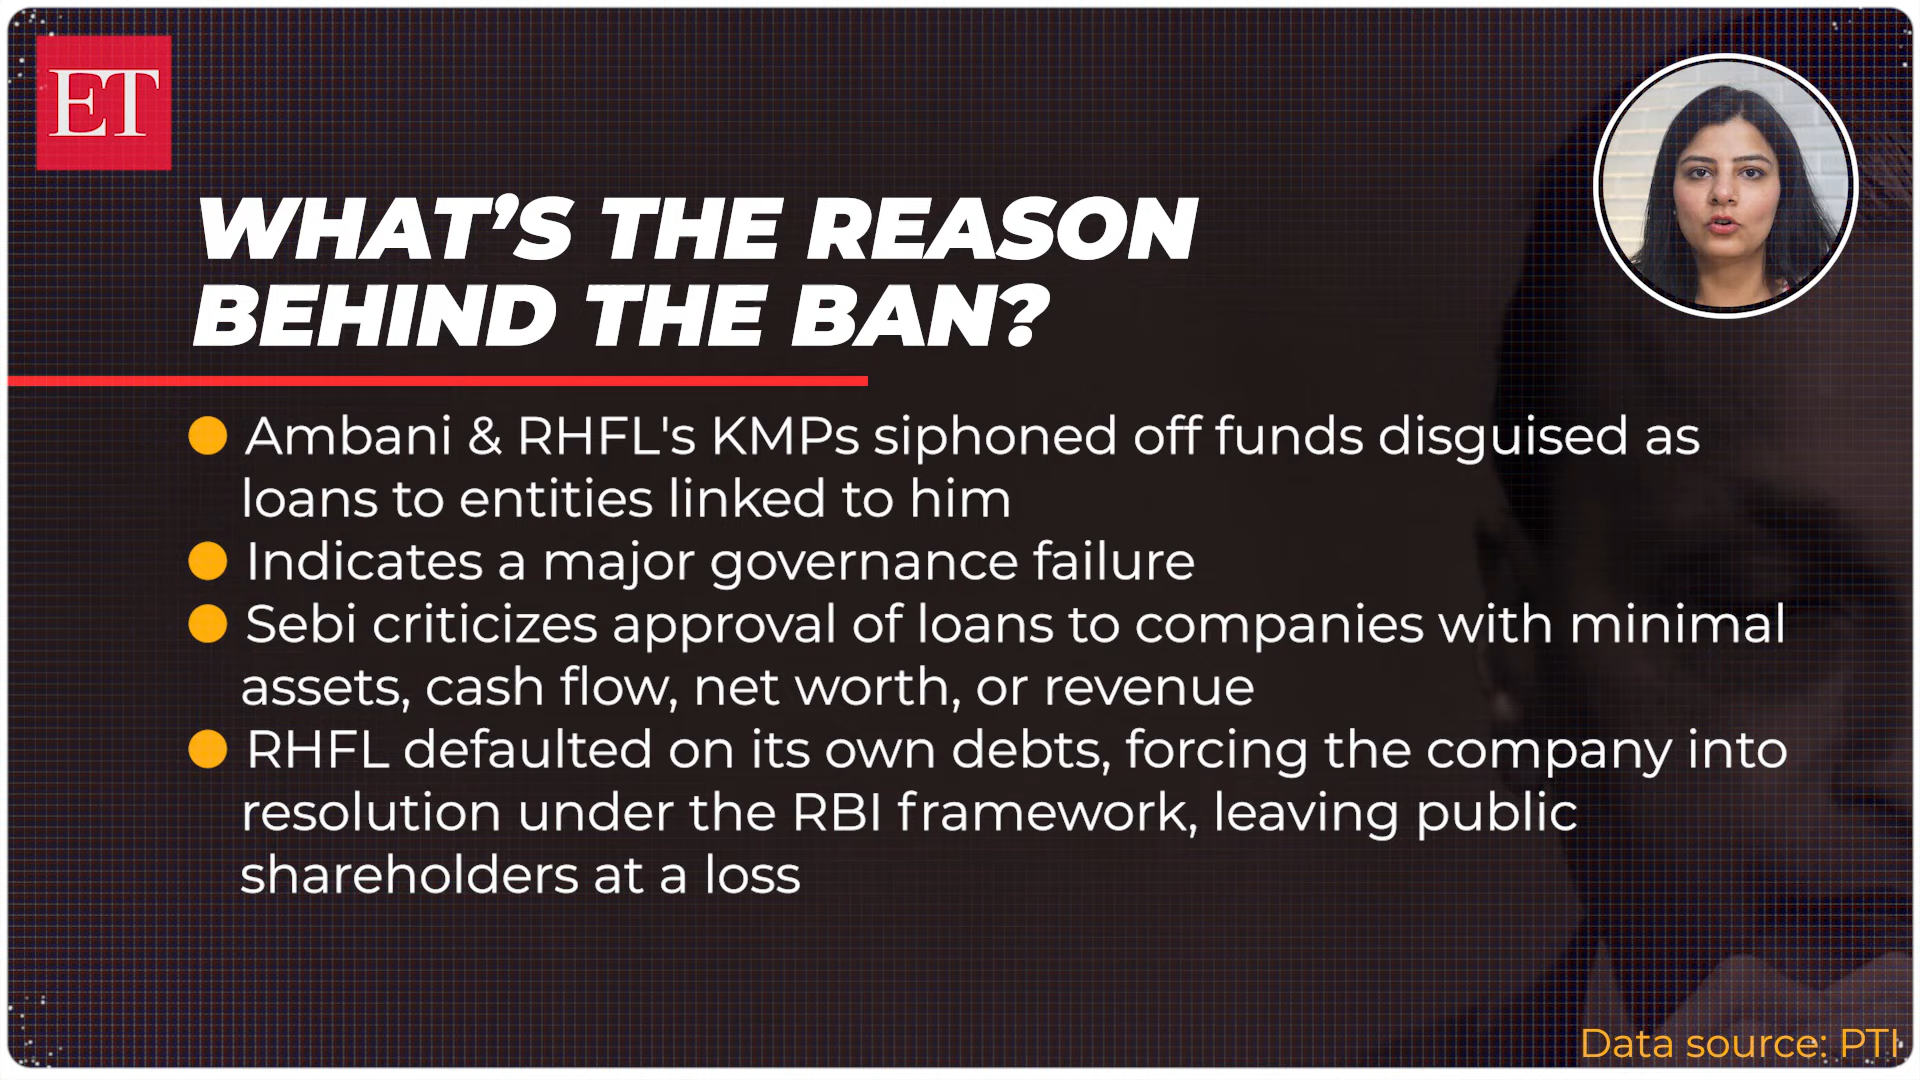 ET
WHAT'S THE REASON
BEHIND THE BAN?
Ambani & RHFL's KMPs siphoned off funds disguised as
loans to entities linked to him
Indicates a major governance failure
Sebi criticizes approval of loans to companies with minimal
assets, cash flow, net worth, or revenue
RHFL defaulted on its own debts, forcing the company into
resolution under the RBI framework, leaving public
shareholders at a loss
Data source: PTI